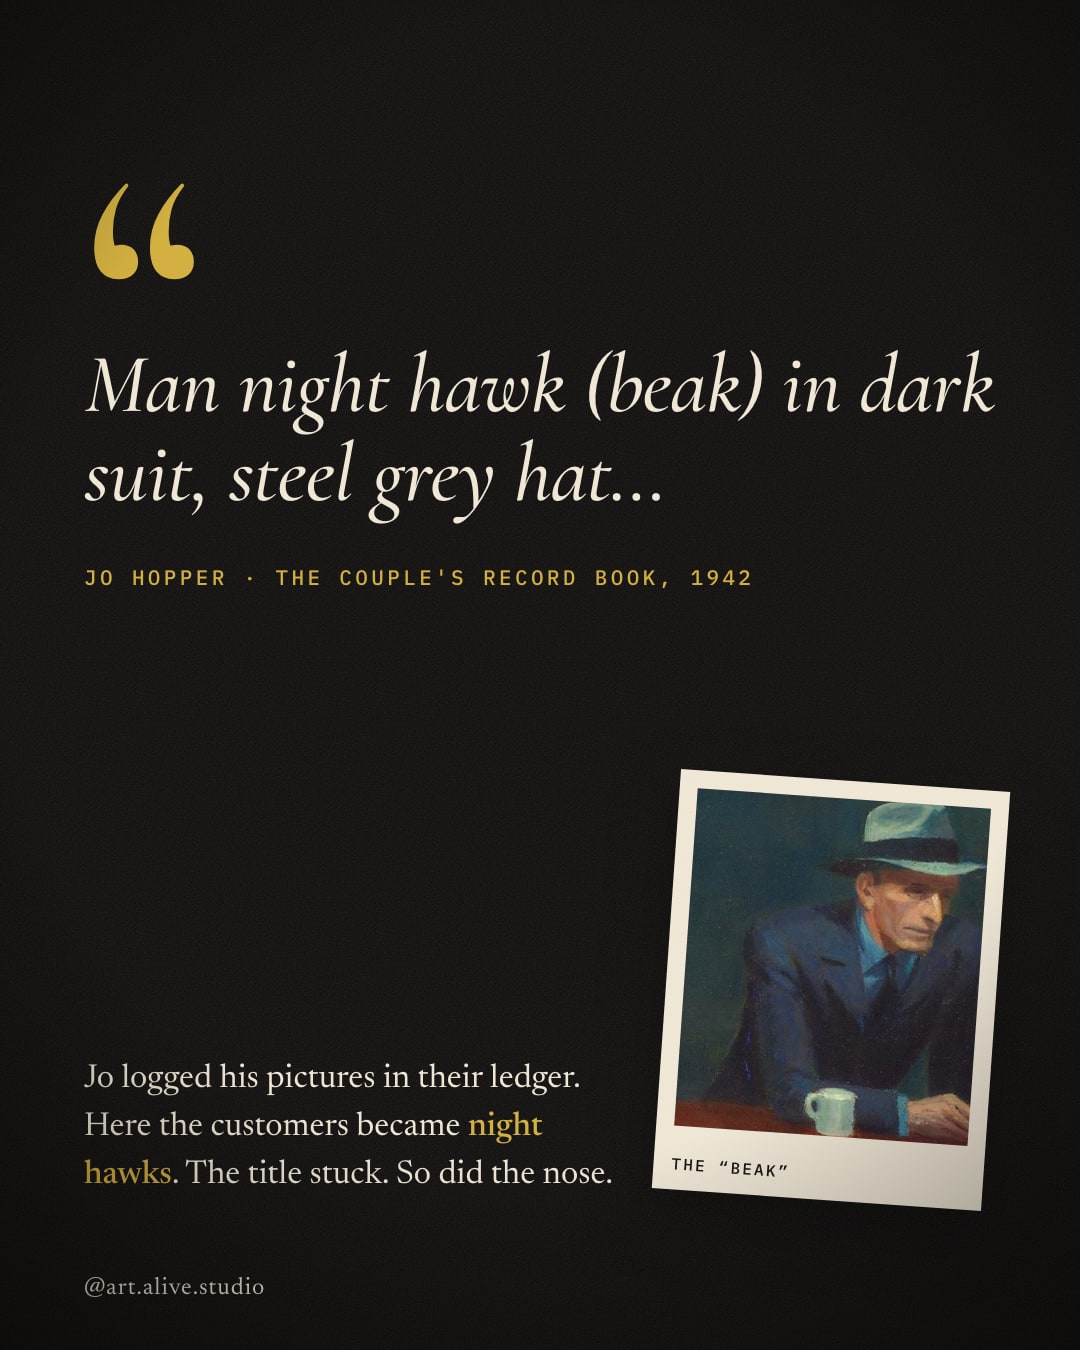 “
Man night hawk (beak) in dark
suit, steel grey hat...
JO HOPPER · THE COUPLE'S RECORD BOOK, 1942
Jo logged his pictures in their ledger.
Here the customers became night
hawks. The title stuck. So did the nose.
THE “BEAK”
@art.alive.studio